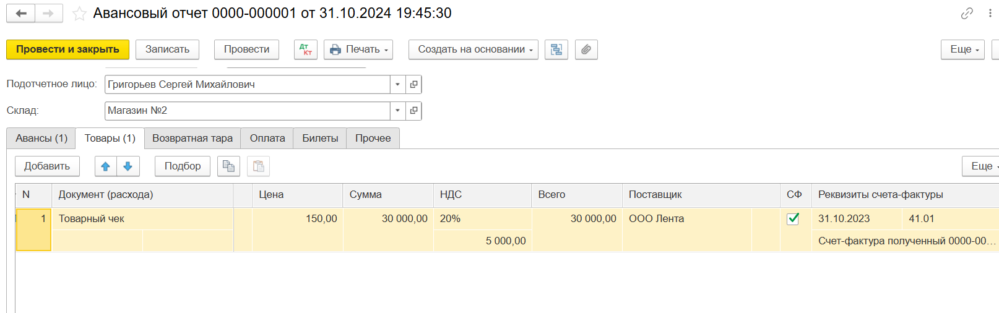 Авансовый отчет 0000-000001 от 31.10.2024 19:45:30
Провести и закрыть Записать Провести Дт Кт Печать Создать на основании Еще
Подотчетное лицо: Григорьев Сергей Михайлович
Склад: Магазин №2
Авансы (1) Товары (1) Возвратная тара Оплата Билеты Прочее
Добавить Подбор Еще
N Документ (расхода) Цена Сумма НДС Всего Поставщик СФ Реквизиты счета-фактуры
1 Товарный чек 150,00 30 000,00 20% 30 000,00 ООО Лента 31.10.2023 41.01
5 000,00 Счет-фактура полученный 0000-00...